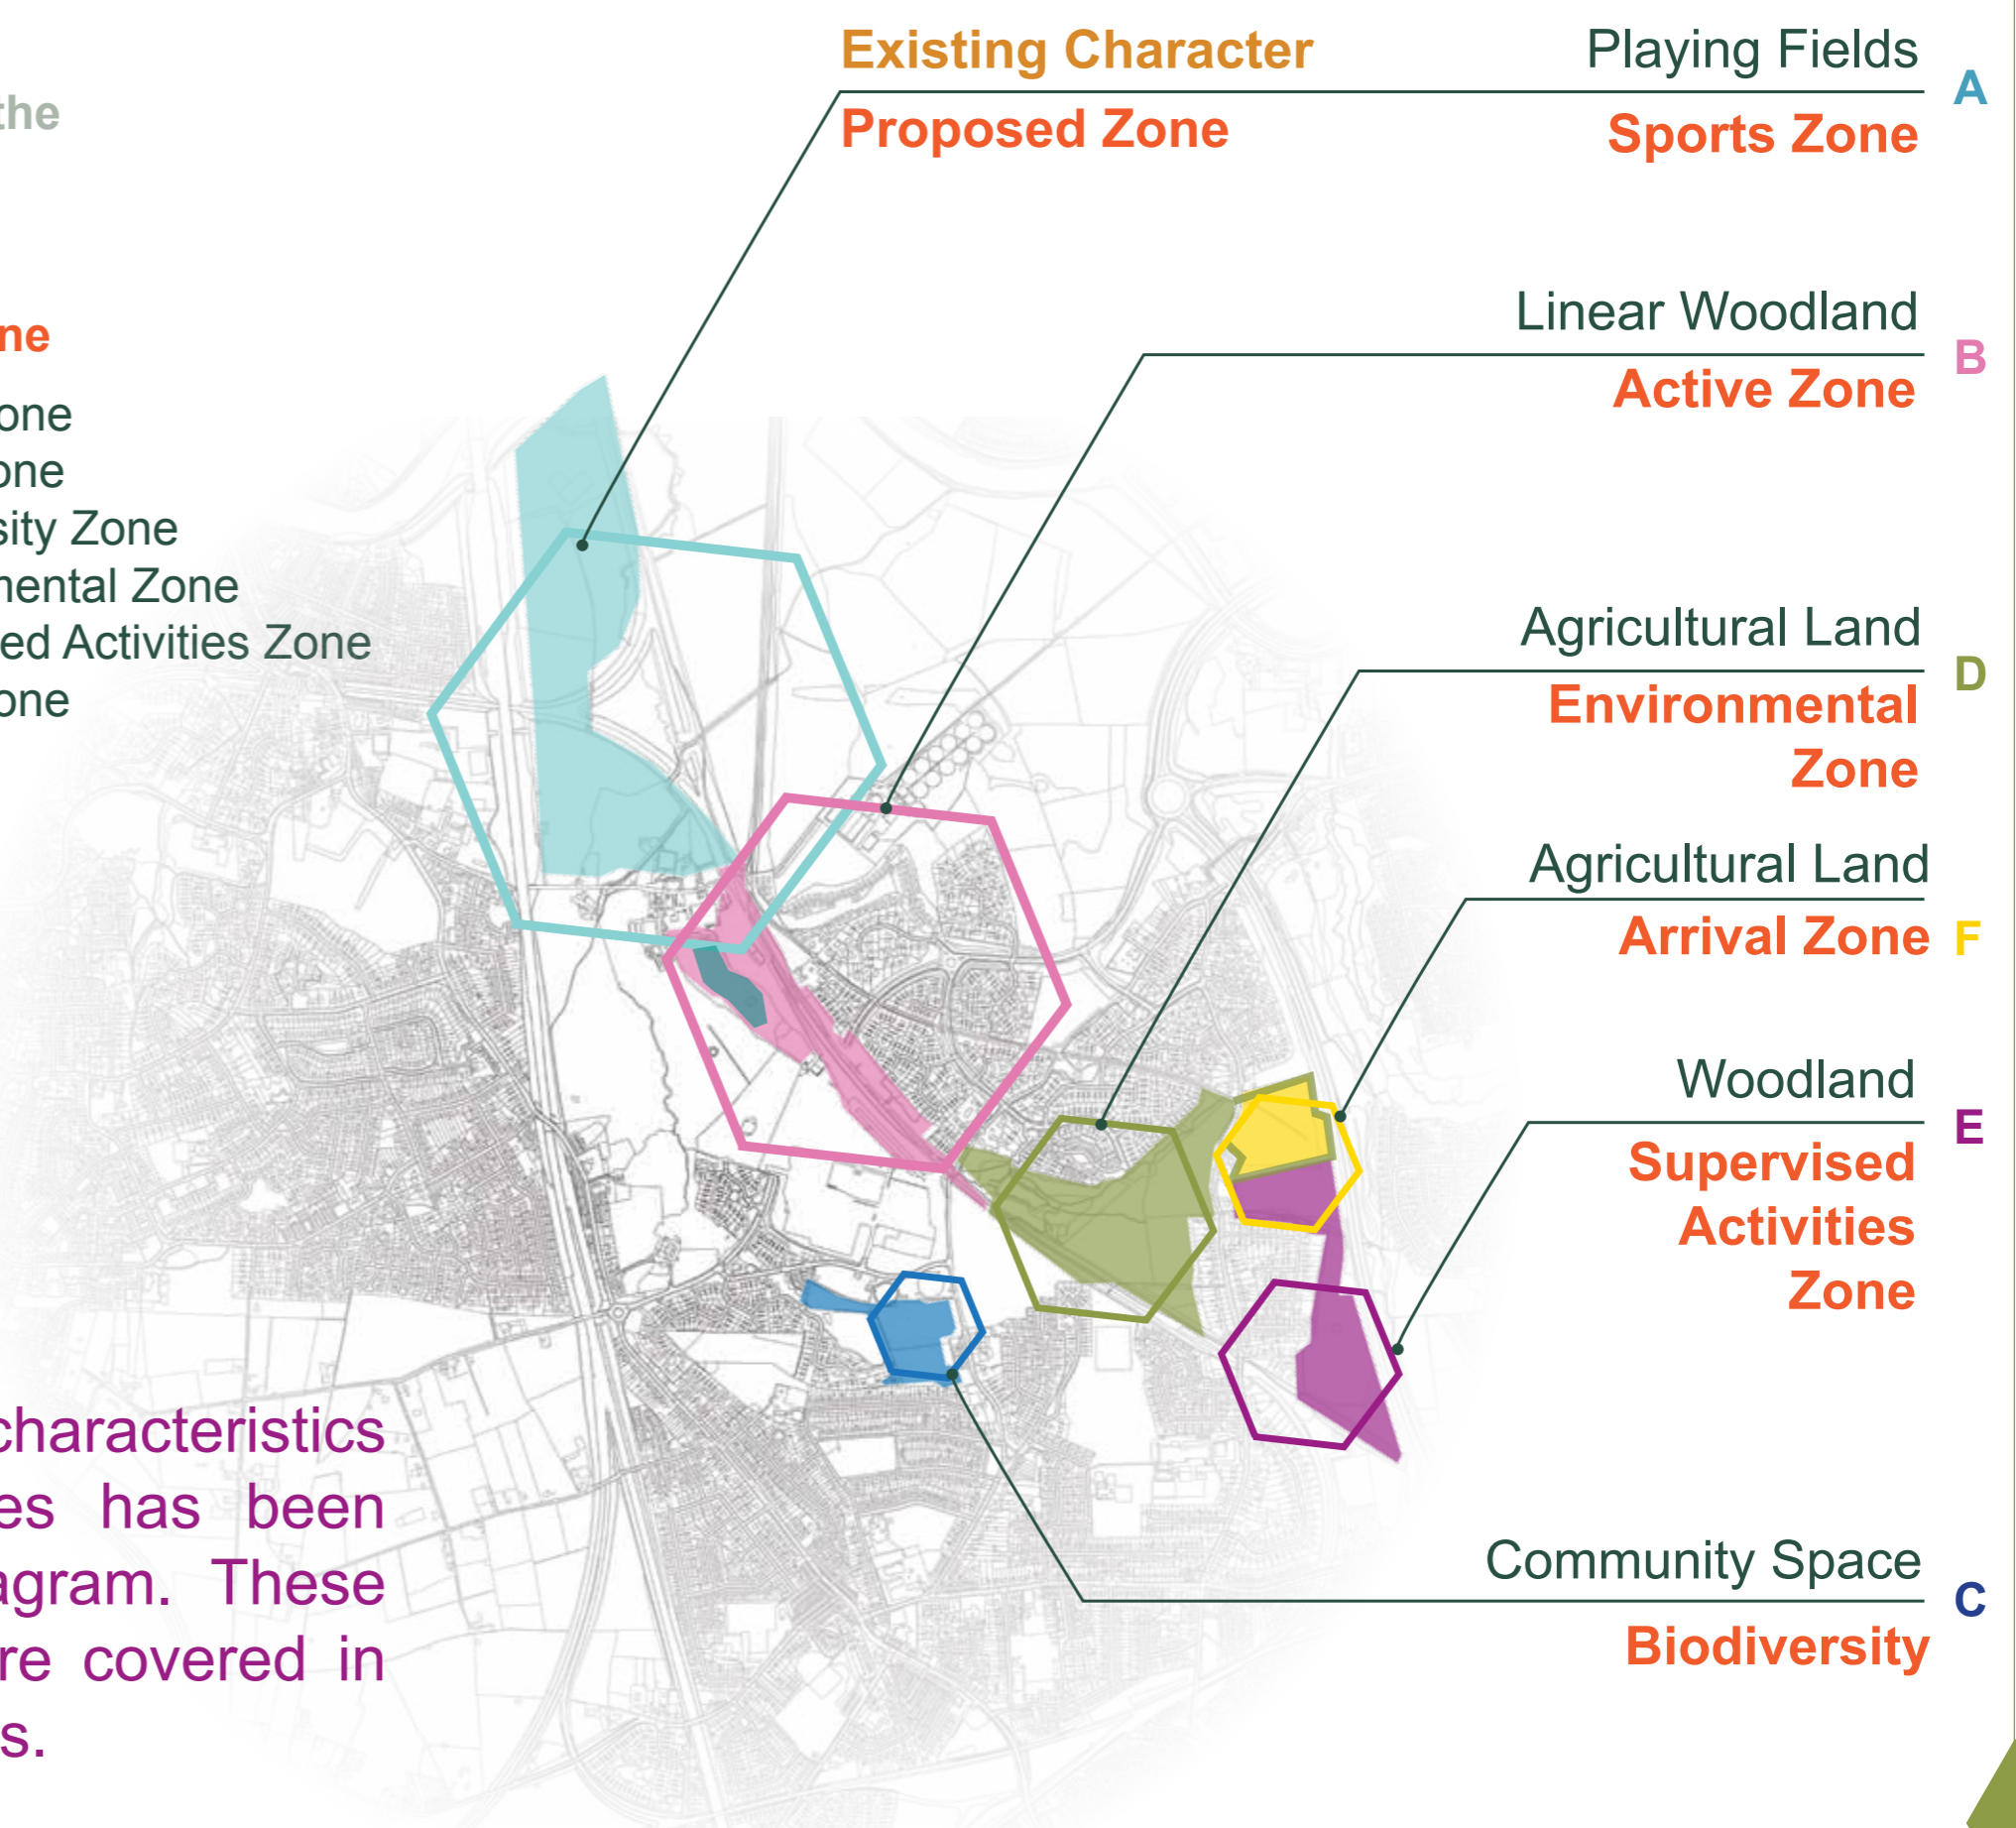 the
ne
one
one
sity Zone
nental Zone
ed Activities Zone
one
characteristics
es has been
agram. These
re covered in
s.
Existing Character
Proposed Zone
Playing Fields
A
Sports Zone
Linear Woodland
B
Active Zone
Agricultural Land
D
Environmental
Zone
Agricultural Land
Arrival Zone F
Woodland
E
Supervised
Activities
Zone
Community Space
C
Biodiversity